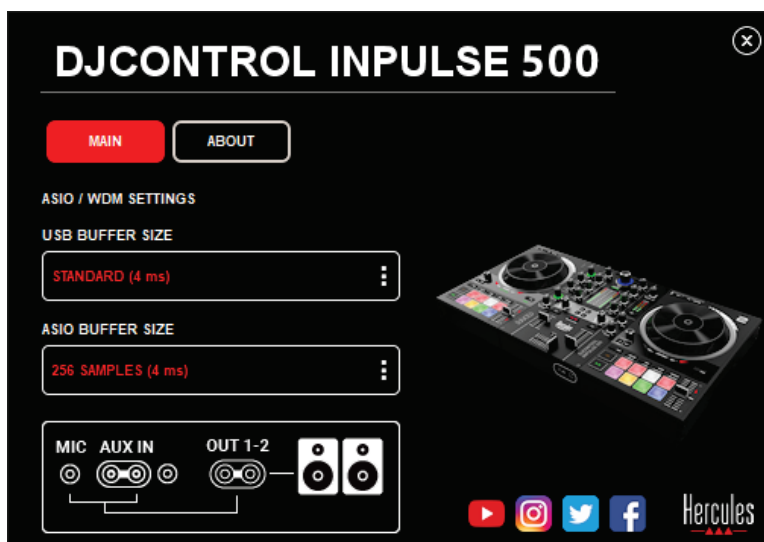 DJCONTROL INPULSE 500
MAIN
ABOUT
ASIO / WDM SETTINGS
USB BUFFER SIZE
STANDARD (4 ms)
ASIO BUFFER SIZE
256 SAMPLES (4 ms)
MIC AUX IN OUT 1-2
Hercules